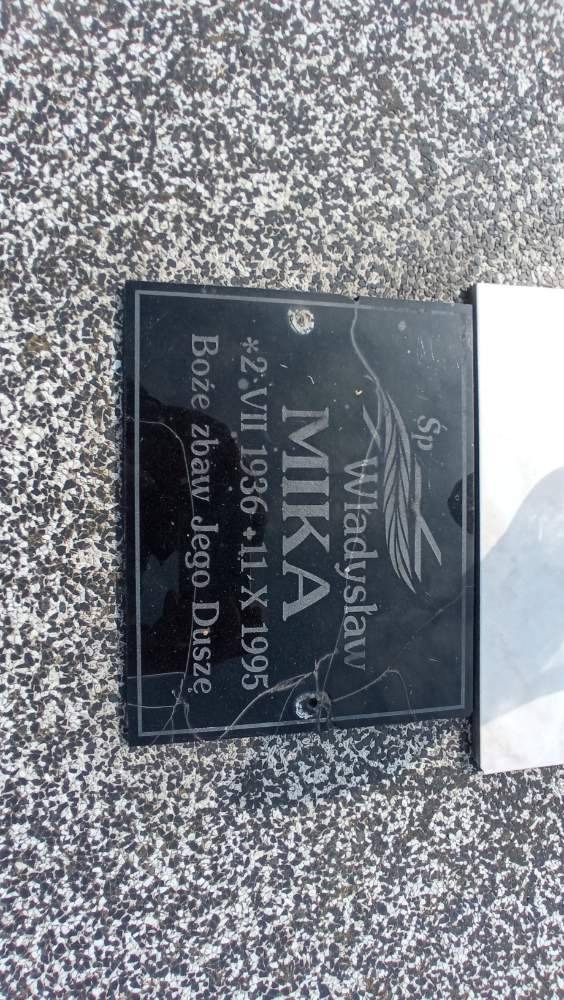 Śp
Władysław
MIKA
*2 VII 1936 +11 X 1995
Boże zbaw Jego Duszę